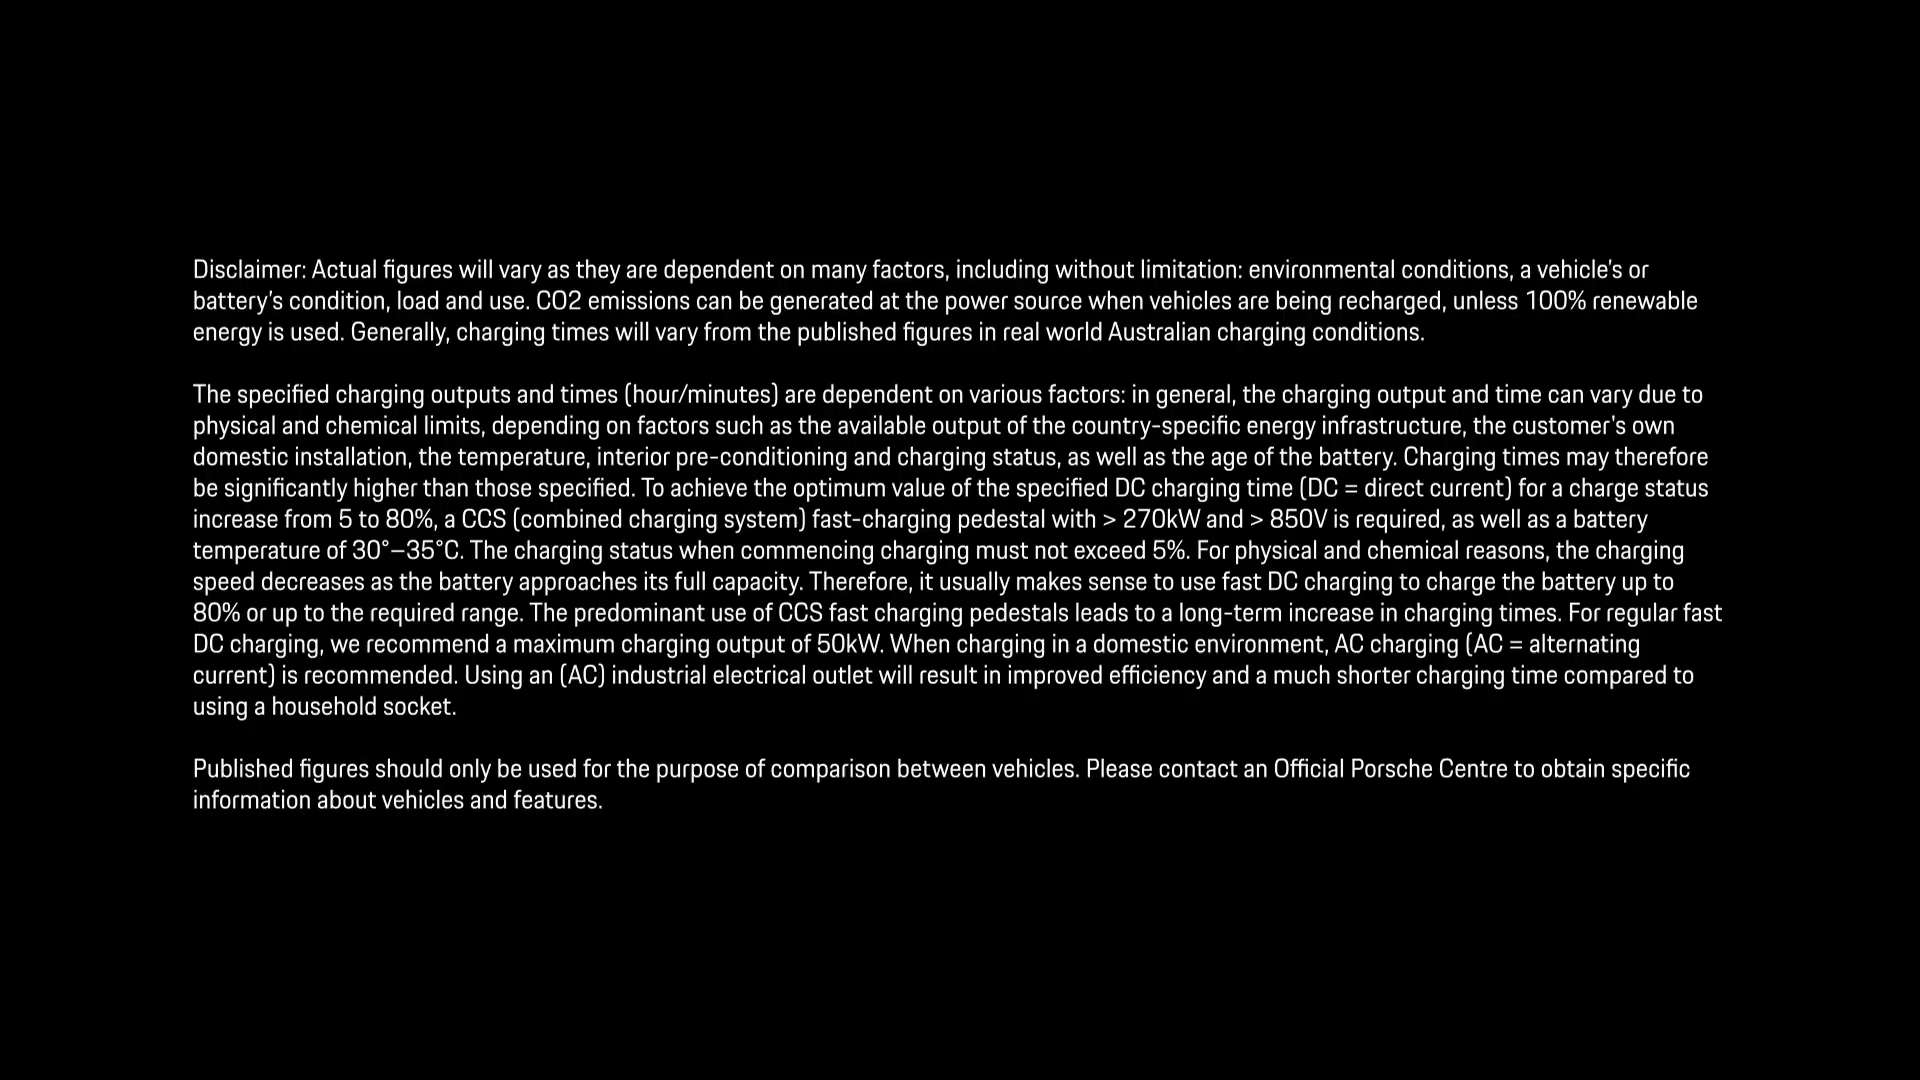 Disclaimer: Actual figures will vary as they are dependent on many factors, including without limitation: environmental conditions, a vehicle’s or
battery’s condition, load and use. CO2 emissions can be generated at the power source when vehicles are being recharged, unless 100% renewable
energy is used. Generally, charging times will vary from the published figures in real world Australian charging conditions.
The specified charging outputs and times (hour/minutes) are dependent on various factors: in general, the charging output and time can vary due to
physical and chemical limits, depending on factors such as the available output of the country-specific energy infrastructure, the customer’s own
domestic installation, the temperature, interior pre-conditioning and charging status, as well as the age of the battery. Charging times may therefore
be significantly higher than those specified. To achieve the optimum value of the specified DC charging time (DC = direct current) for a charge status
increase from 5 to 80%, a CCS (combined charging system) fast-charging pedestal with > 270kW and > 850V is required, as well as a battery
temperature of 30°–35°C. The charging status when commencing charging must not exceed 5%. For physical and chemical reasons, the charging
speed decreases as the battery approaches its full capacity. Therefore, it usually makes sense to use fast DC charging to charge the battery up to
80% or up to the required range. The predominant use of CCS fast charging pedestals leads to a long-term increase in charging times. For regular fast
DC charging, we recommend a maximum charging output of 50kW. When charging in a domestic environment, AC charging (AC = alternating
current) is recommended. Using an (AC) industrial electrical outlet will result in improved efficiency and a much shorter charging time compared to
using a household socket.
Published figures should only be used for the purpose of comparison between vehicles. Please contact an Official Porsche Centre to obtain specific
information about vehicles and features.